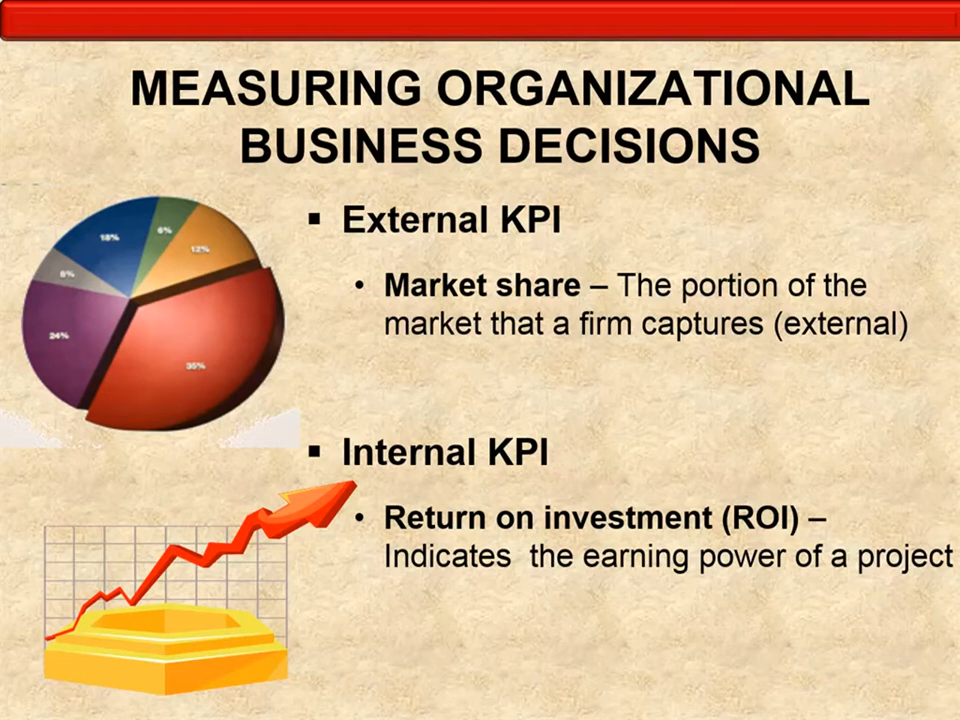 MEASURING ORGANIZATIONAL
BUSINESS DECISIONS
▪ External KPI
• Market share – The portion of the
market that a firm captures (external)
18%
6%
12%
6%
24%
35%
▪ Internal KPI
• Return on investment (ROI) –
Indicates the earning power of a project